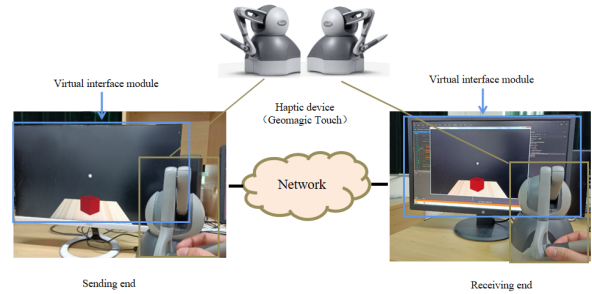 Virtual interface module
Virtual interface module
Haptic device
（Geomagic Touch）
Network
Sending end
Receiving end